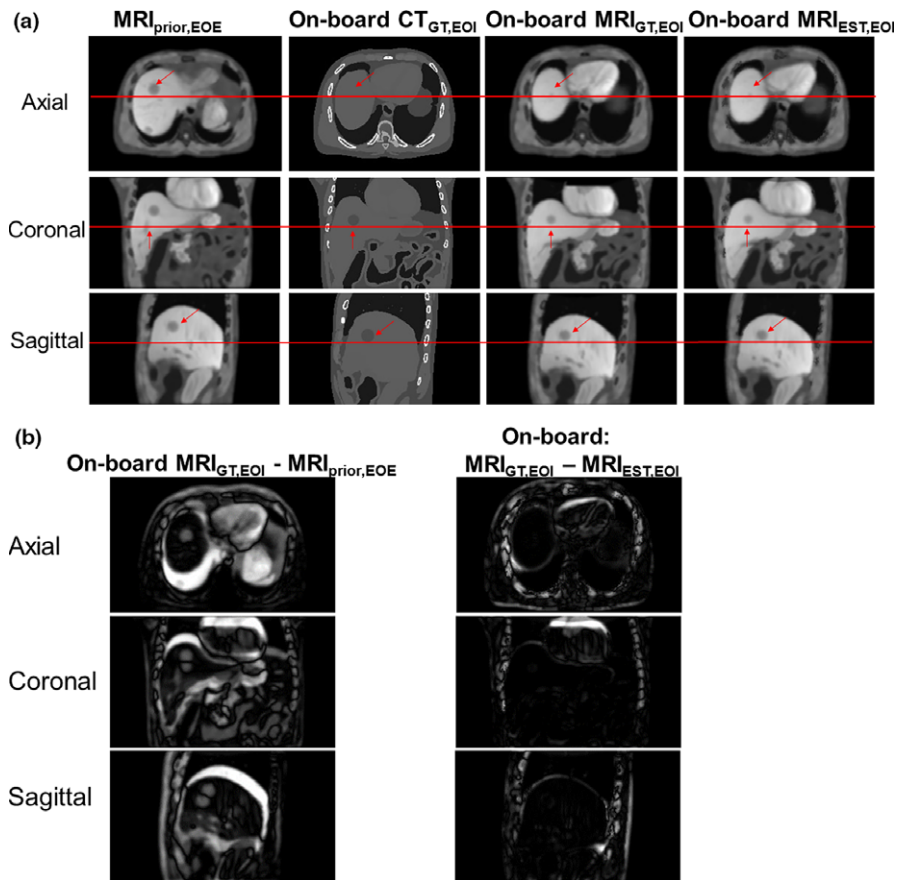 (a)
MRIprior,EOE On-board CTGT,EOI On-board MRIGT,EOI On-board MRIEST,EOI
Axial
Coronal
Sagittal
(b)
On-board MRIGT,EOI - MRIprior,EOE
On-board:
MRIGT,EOI – MRIEST,EOI
Axial
Coronal
Sagittal